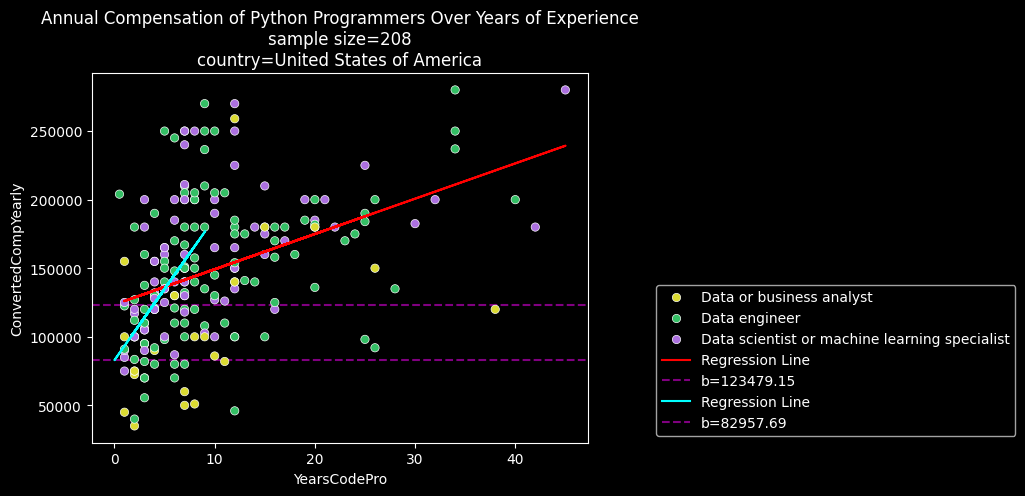 Annual Compensation of Python Programmers Over Years of Experience
sample size=208
country=United States of America
ConvertedCompYearly
250000
200000
150000
100000
50000
0
10
20
30
40
YearsCodePro
Data or business analyst
Data engineer
Data scientist or machine learning specialist
Regression Line
b=123479.15
Regression Line
b=82957.69